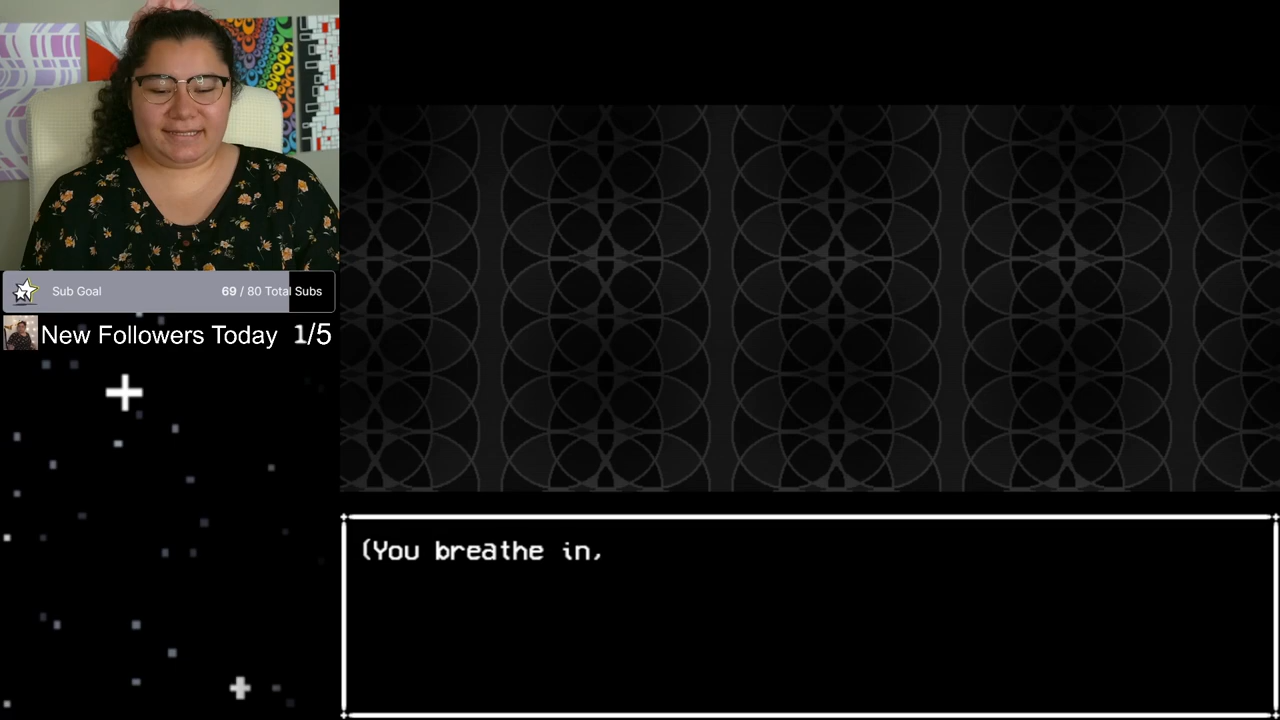 Sub Goal 69 / 80 Total Subs
New Followers Today 1/5
(You breathe in,